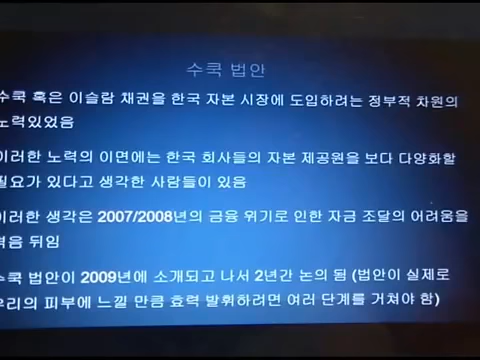 수쿡 법안
수쿡 혹은 이슬람 채권을 한국 자본 시장에 도입하려는 정부적 차원의
노력있었음
이러한 노력의 이면에는 한국 회사들의 자본 제공원을 보다 다양화할
필요가 있다고 생각한 사람들이 있음
이러한 생각은 2007/2008년의 금융 위기로 인한 자금 조달의 어려움을
겪음 뒤임
수쿡 법안이 2009년에 소개되고 나서 2년간 논의 됨 (법안이 실제로
우리의 피부에 느낄 만큼 효력 발휘하려면 여러 단계를 거쳐야 함)